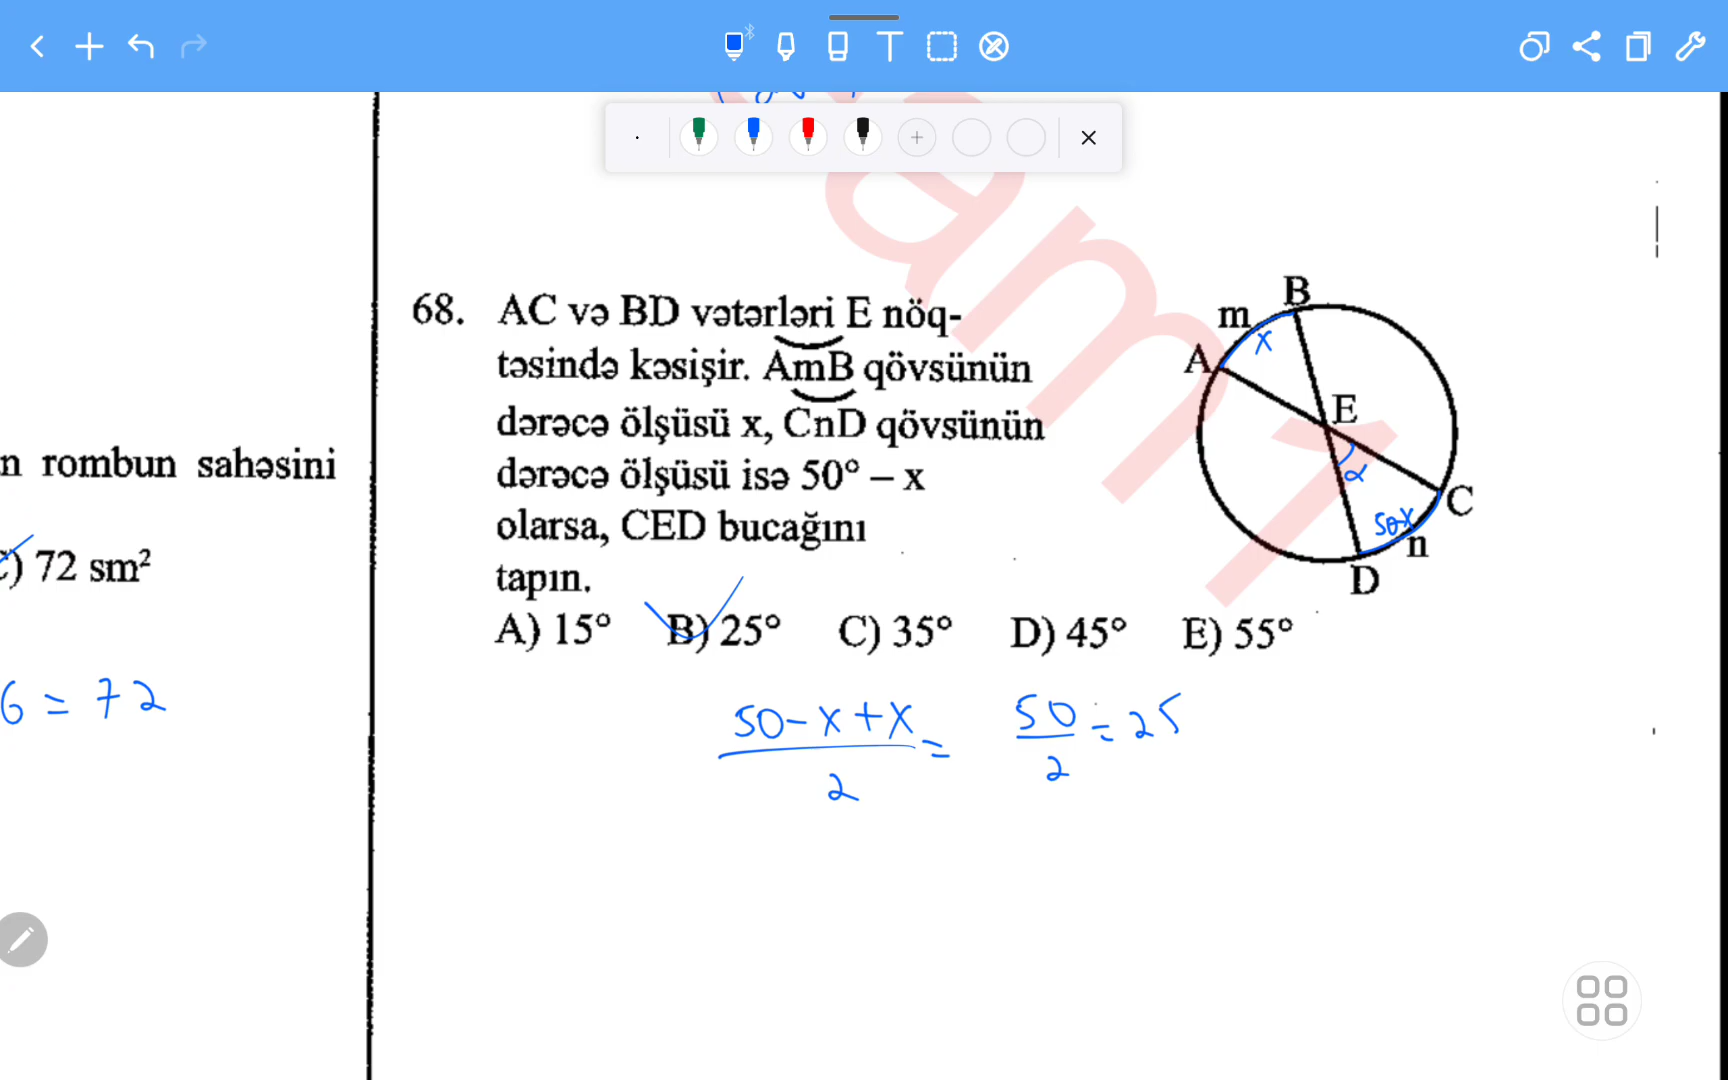 68. AC və BD vətərləri E nöq-
təsində kəsişir. AmB qövsünün
dərəcə ölşüsü x, CnD qövsünün
dərəcə ölşüsü isə 50° – x
olarsa, CED bucağını
tapın.
A) 15° B) 25° C) 35° D) 45° E) 55°
B
m
x
A
E
α
C
50-x
n
D
n rombun sahəsini
C) 72 sm²
6 = 72
50-x+x
2
=
50
2
= 25
am1